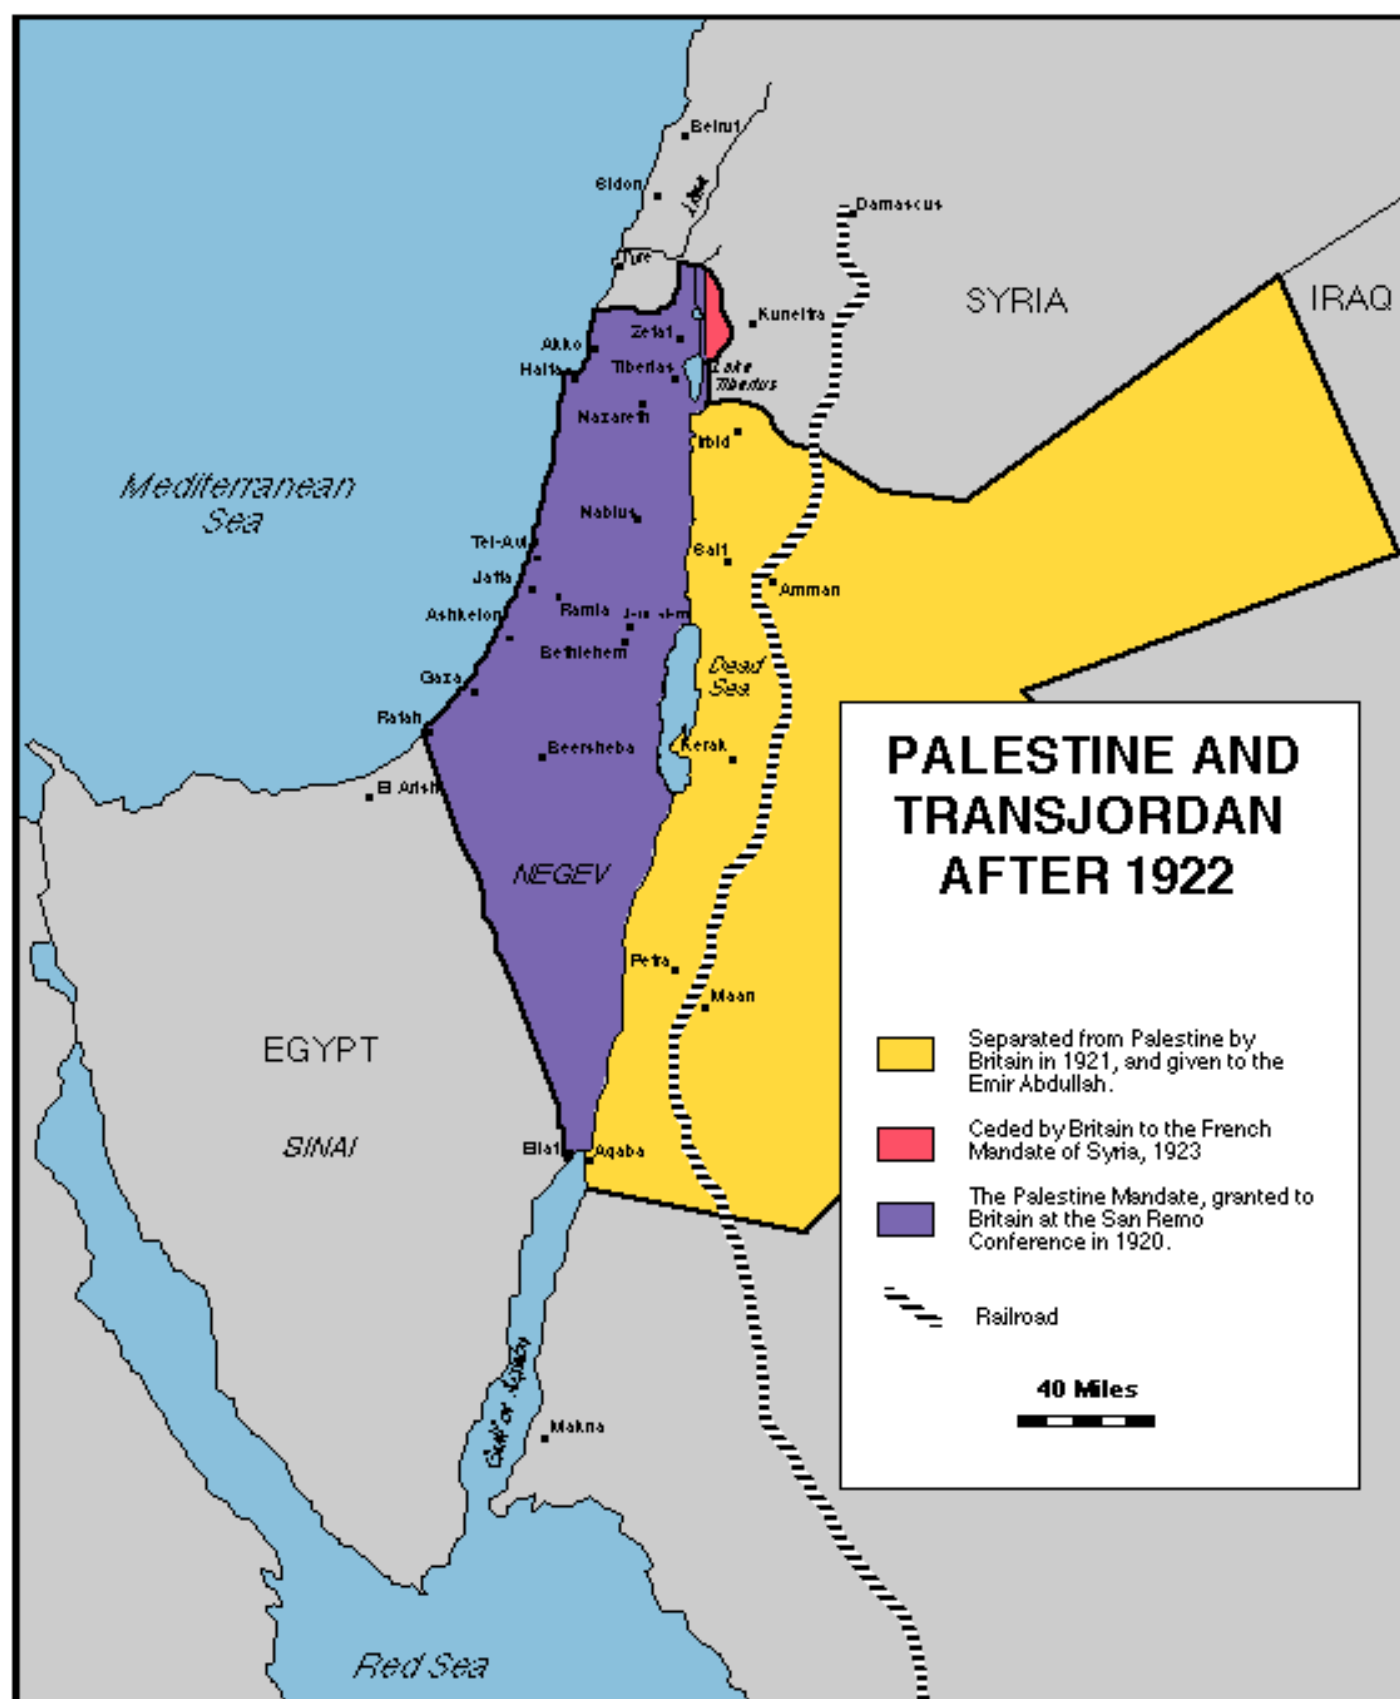 Beirut
Sidon
Damascus
Tyre
SYRIA
IRAQ
Kuneitra
Zefat
Akko
Haifa
Tiberias
Lake
Tiberias
Nazareth
Irbid
Mediterranean
Sea
Nablus
Tel-Aviv
Salt
Jaffa
Amman
Ramla
Ashkelon
Bethlehem
Dead
Sea
Gaza
Rafah
Beersheba
Kerak
El Arish
NEGEV
Petra
Maan
EGYPT
SINAI
Eilat
Aqaba
Gulf of Aqaba
Makna
Red Sea
PALESTINE AND
TRANSJORDAN
AFTER 1922
Separated from Palestine by
Britain in 1921, and given to the
Emir Abdullah.
Ceded by Britain to the French
Mandate of Syria, 1923
The Palestine Mandate, granted to
Britain at the San Remo
Conference in 1920.
Railroad
40 Miles